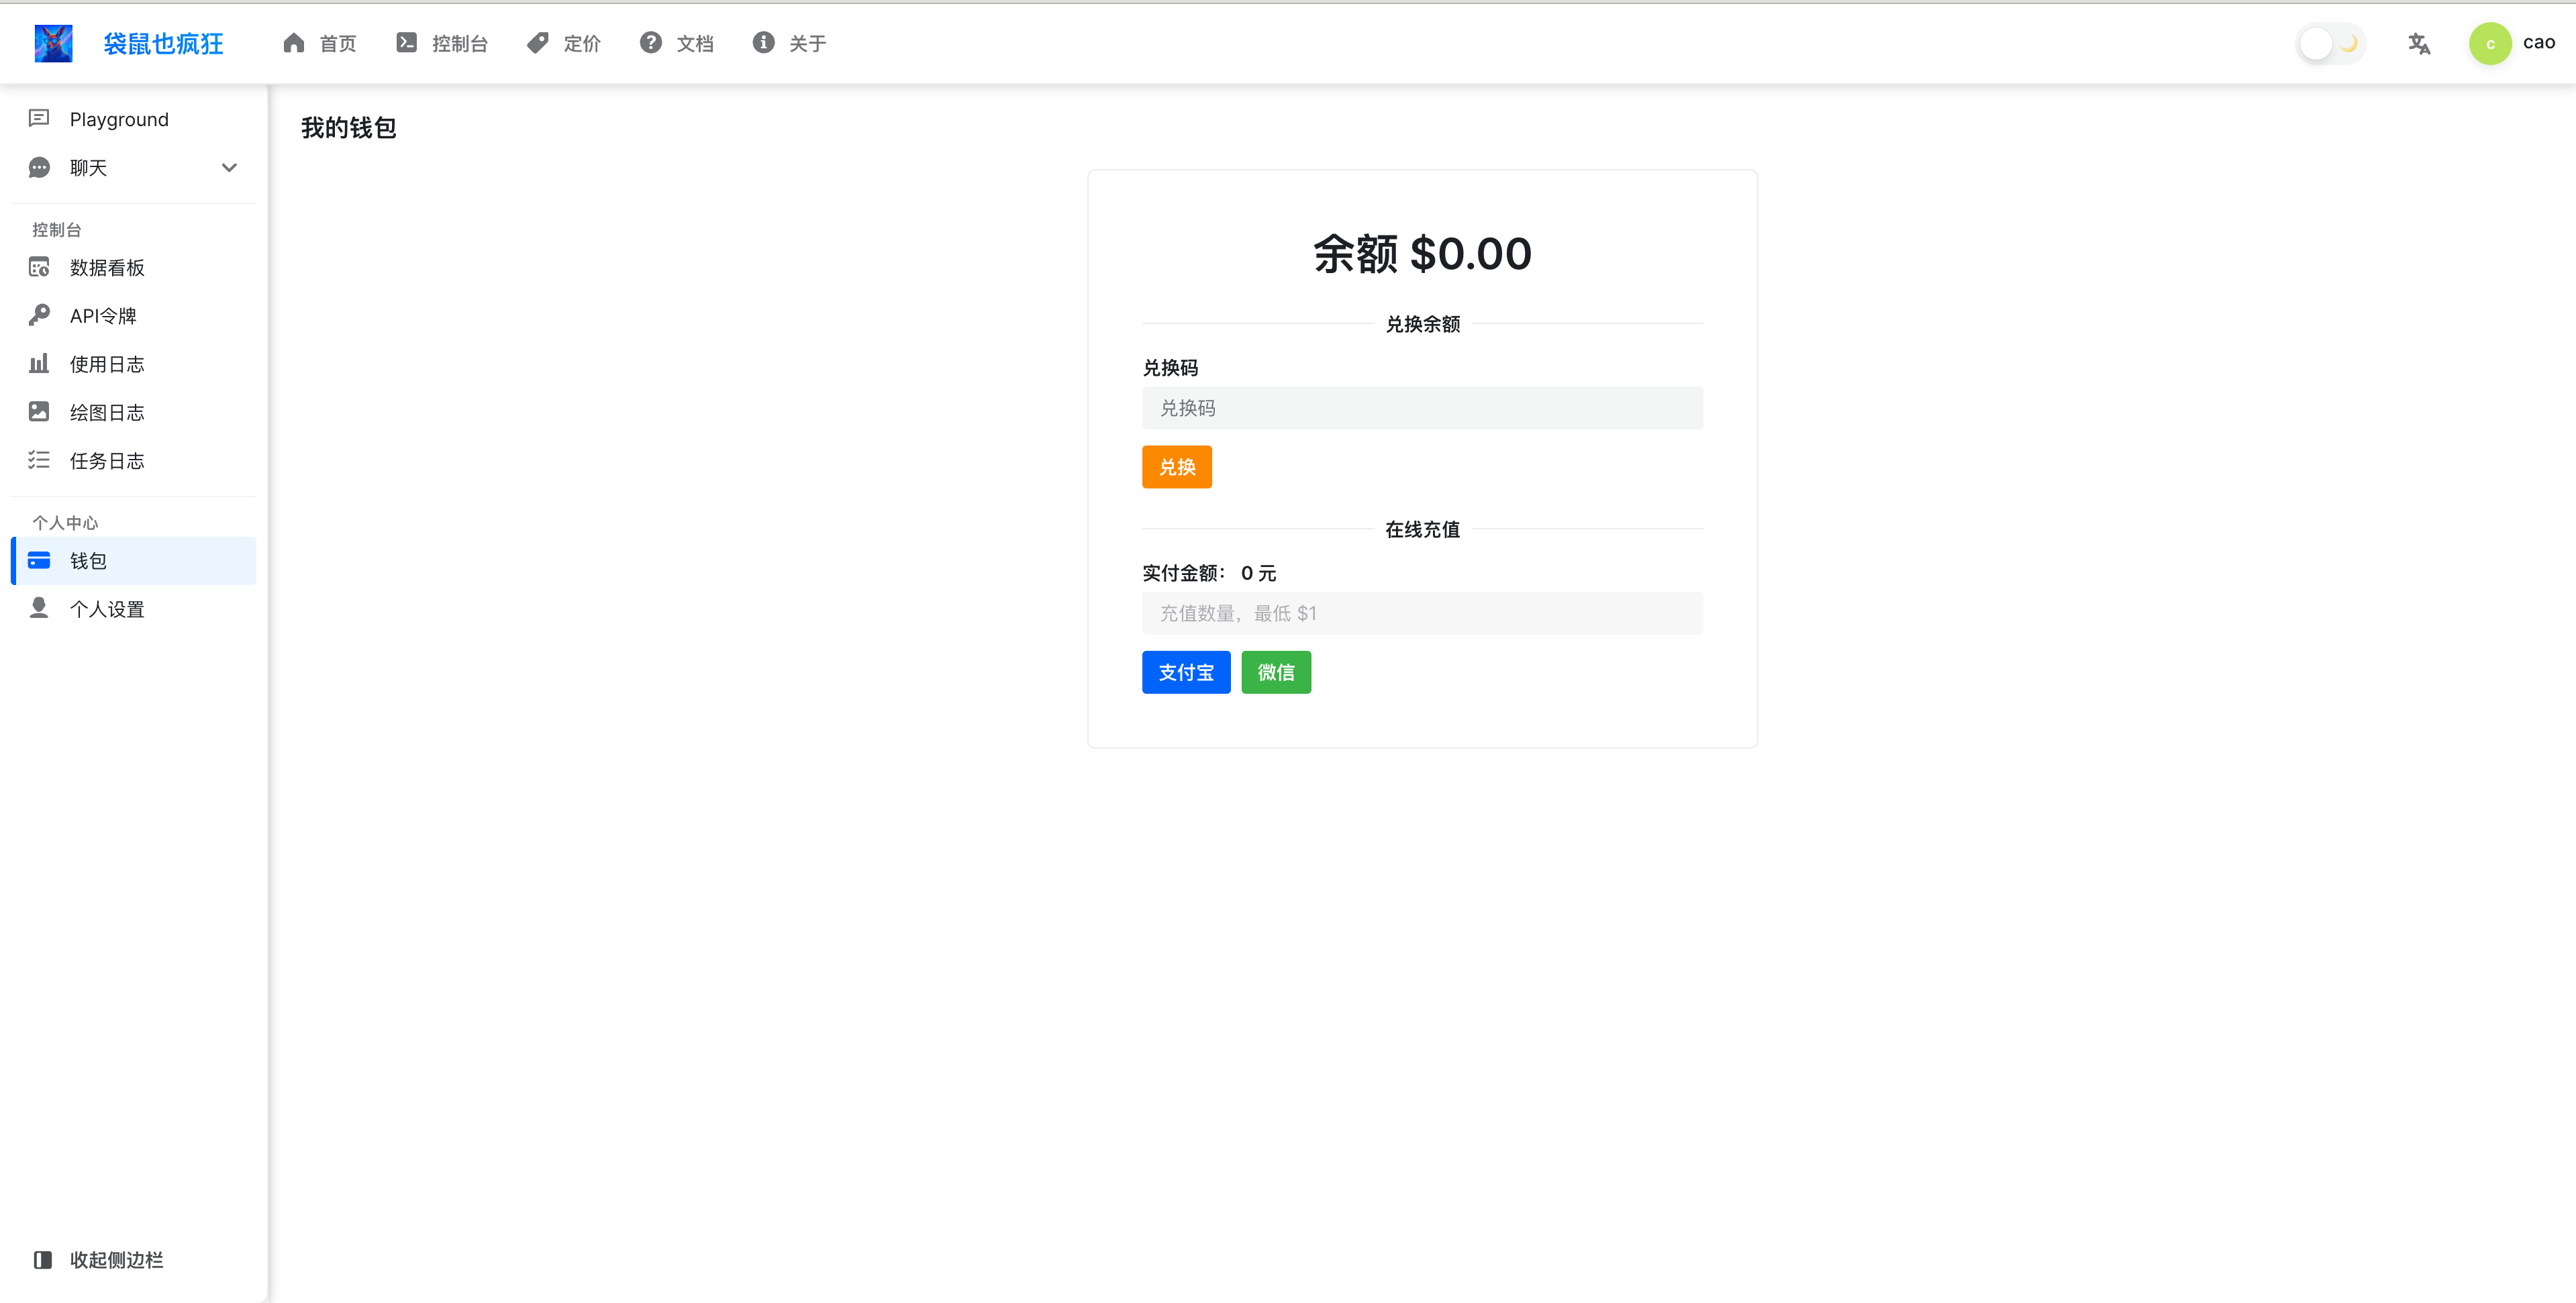 袋鼠也疯狂
首页
控制台
定价
文档
关于
c
cao
Playground
聊天
控制台
数据看板
API令牌
使用日志
绘图日志
任务日志
个人中心
钱包
个人设置
收起侧边栏
我的钱包
余额 $0.00
兑换余额
兑换码
兑换码
兑换
在线充值
实付金额： 0 元
充值数量，最低 $1
支付宝 微信